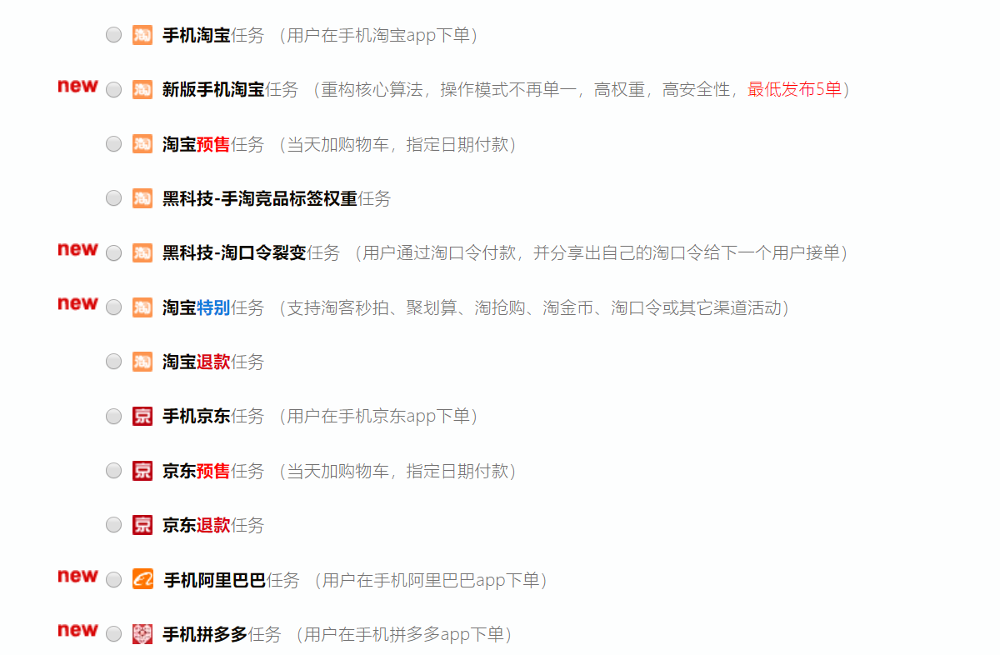 淘 手机淘宝任务 （用户在手机淘宝app下单）
new 淘 新版手机淘宝任务 （重构核心算法，操作模式不再单一，高权重，高安全性，最低发布5单）
淘 淘宝预售任务 （当天加购物车，指定日期付款）
淘 黑科技-手淘竞品标签权重任务
new 淘 黑科技-淘口令裂变任务 （用户通过淘口令付款，并分享出自己的淘口令给下一个用户接单）
new 淘 淘宝特别任务 （支持淘客秒拍、聚划算、淘抢购、淘金币、淘口令或其它渠道活动）
淘 淘宝退款任务
京 手机京东任务 （用户在手机京东app下单）
京 京东预售任务 （当天加购物车，指定日期付款）
京 京东退款任务
new 手机阿里巴巴任务 （用户在手机阿里巴巴app下单）
new 手机拼多多任务 （用户在手机拼多多app下单）